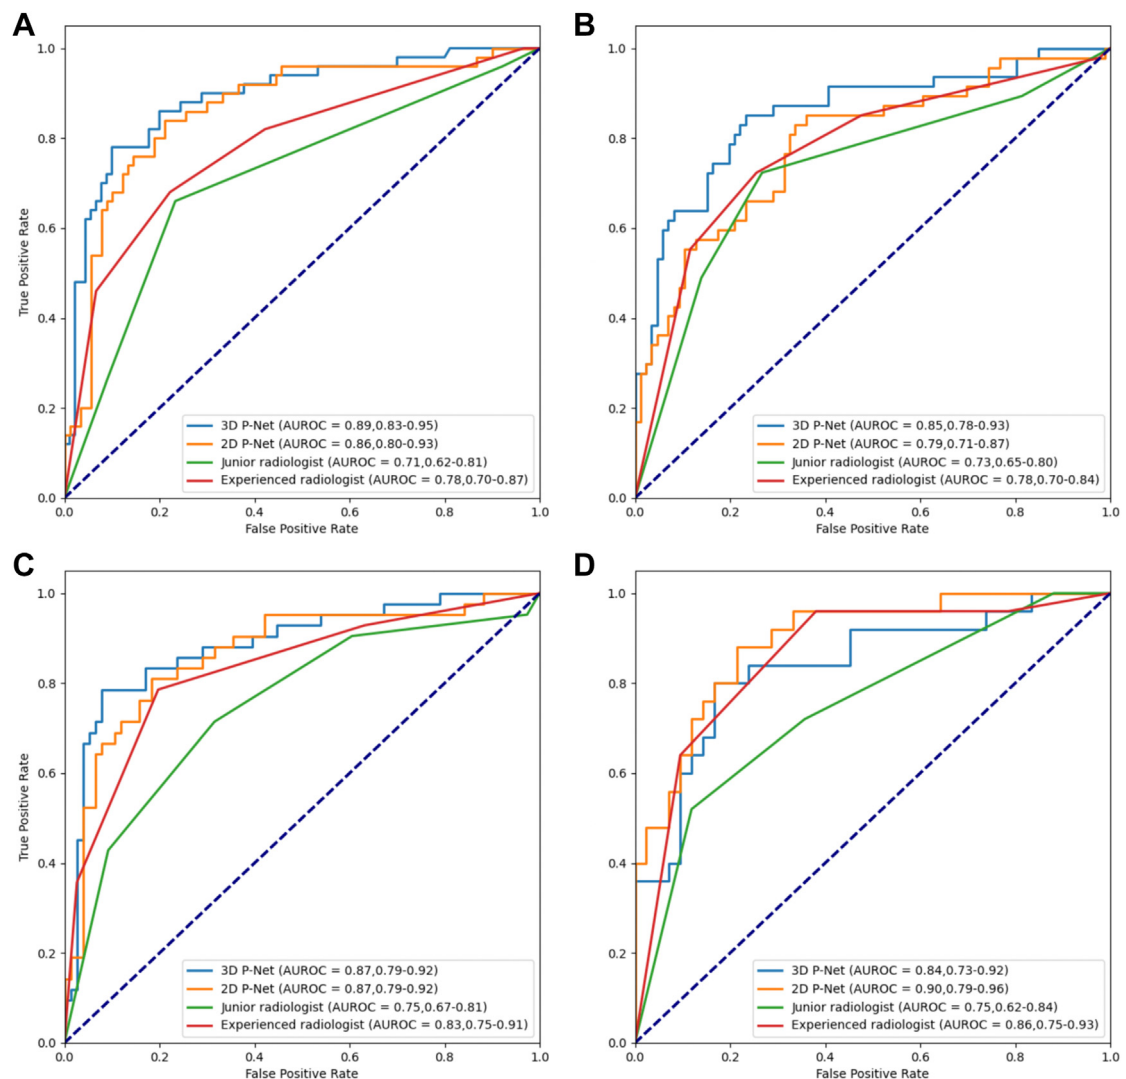 A
True Positive Rate
1.0
0.8
0.6
0.4
0.2
0.0
3D P-Net (AUROC = 0.89,0.83-0.95)
2D P-Net (AUROC = 0.86,0.80-0.93)
Junior radiologist (AUROC = 0.71,0.62-0.81)
Experienced radiologist (AUROC = 0.78,0.70-0.87)
0.0 0.2 0.4 0.6 0.8 1.0
False Positive Rate
B
1.0
0.8
0.6
0.4
0.2
0.0
3D P-Net (AUROC = 0.85,0.78-0.93)
2D P-Net (AUROC = 0.79,0.71-0.87)
Junior radiologist (AUROC = 0.73,0.65-0.80)
Experienced radiologist (AUROC = 0.78,0.70-0.84)
0.0 0.2 0.4 0.6 0.8 1.0
False Positive Rate
C
True Positive Rate
1.0
0.8
0.6
0.4
0.2
0.0
3D P-Net (AUROC = 0.87,0.79-0.92)
2D P-Net (AUROC = 0.87,0.79-0.92)
Junior radiologist (AUROC = 0.75,0.67-0.81)
Experienced radiologist (AUROC = 0.83,0.75-0.91)
0.0 0.2 0.4 0.6 0.8 1.0
False Positive Rate
D
1.0
0.8
0.6
0.4
0.2
0.0
3D P-Net (AUROC = 0.84,0.73-0.92)
2D P-Net (AUROC = 0.90,0.79-0.96)
Junior radiologist (AUROC = 0.75,0.62-0.84)
Experienced radiologist (AUROC = 0.86,0.75-0.93)
0.0 0.2 0.4 0.6 0.8 1.0
False Positive Rate